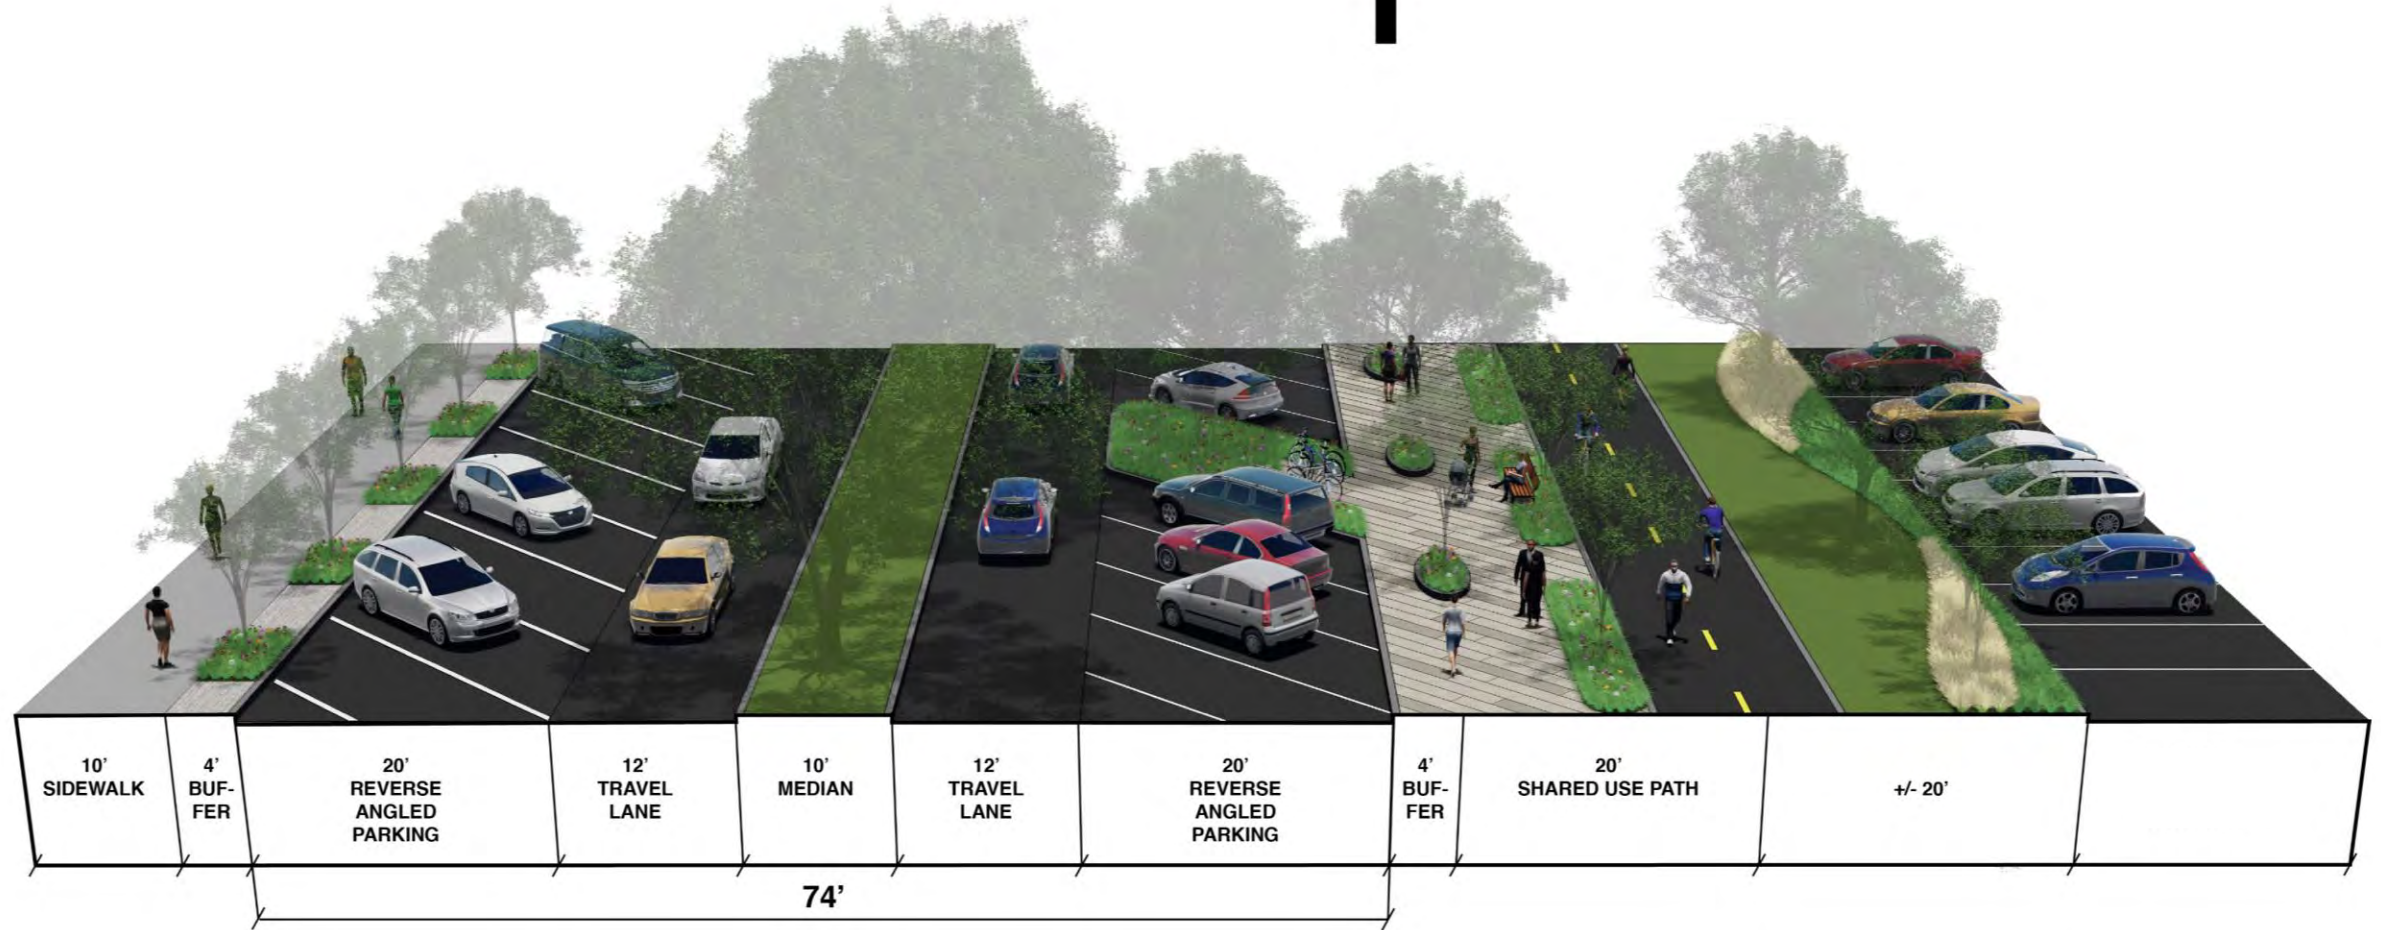 10'
SIDEWALK
4'
BUF-
FER
20'
REVERSE
ANGLED
PARKING
12'
TRAVEL
LANE
10'
MEDIAN
12'
TRAVEL
LANE
20'
REVERSE
ANGLED
PARKING
4'
BUF-
FER
20'
SHARED USE PATH
+/- 20'
74'